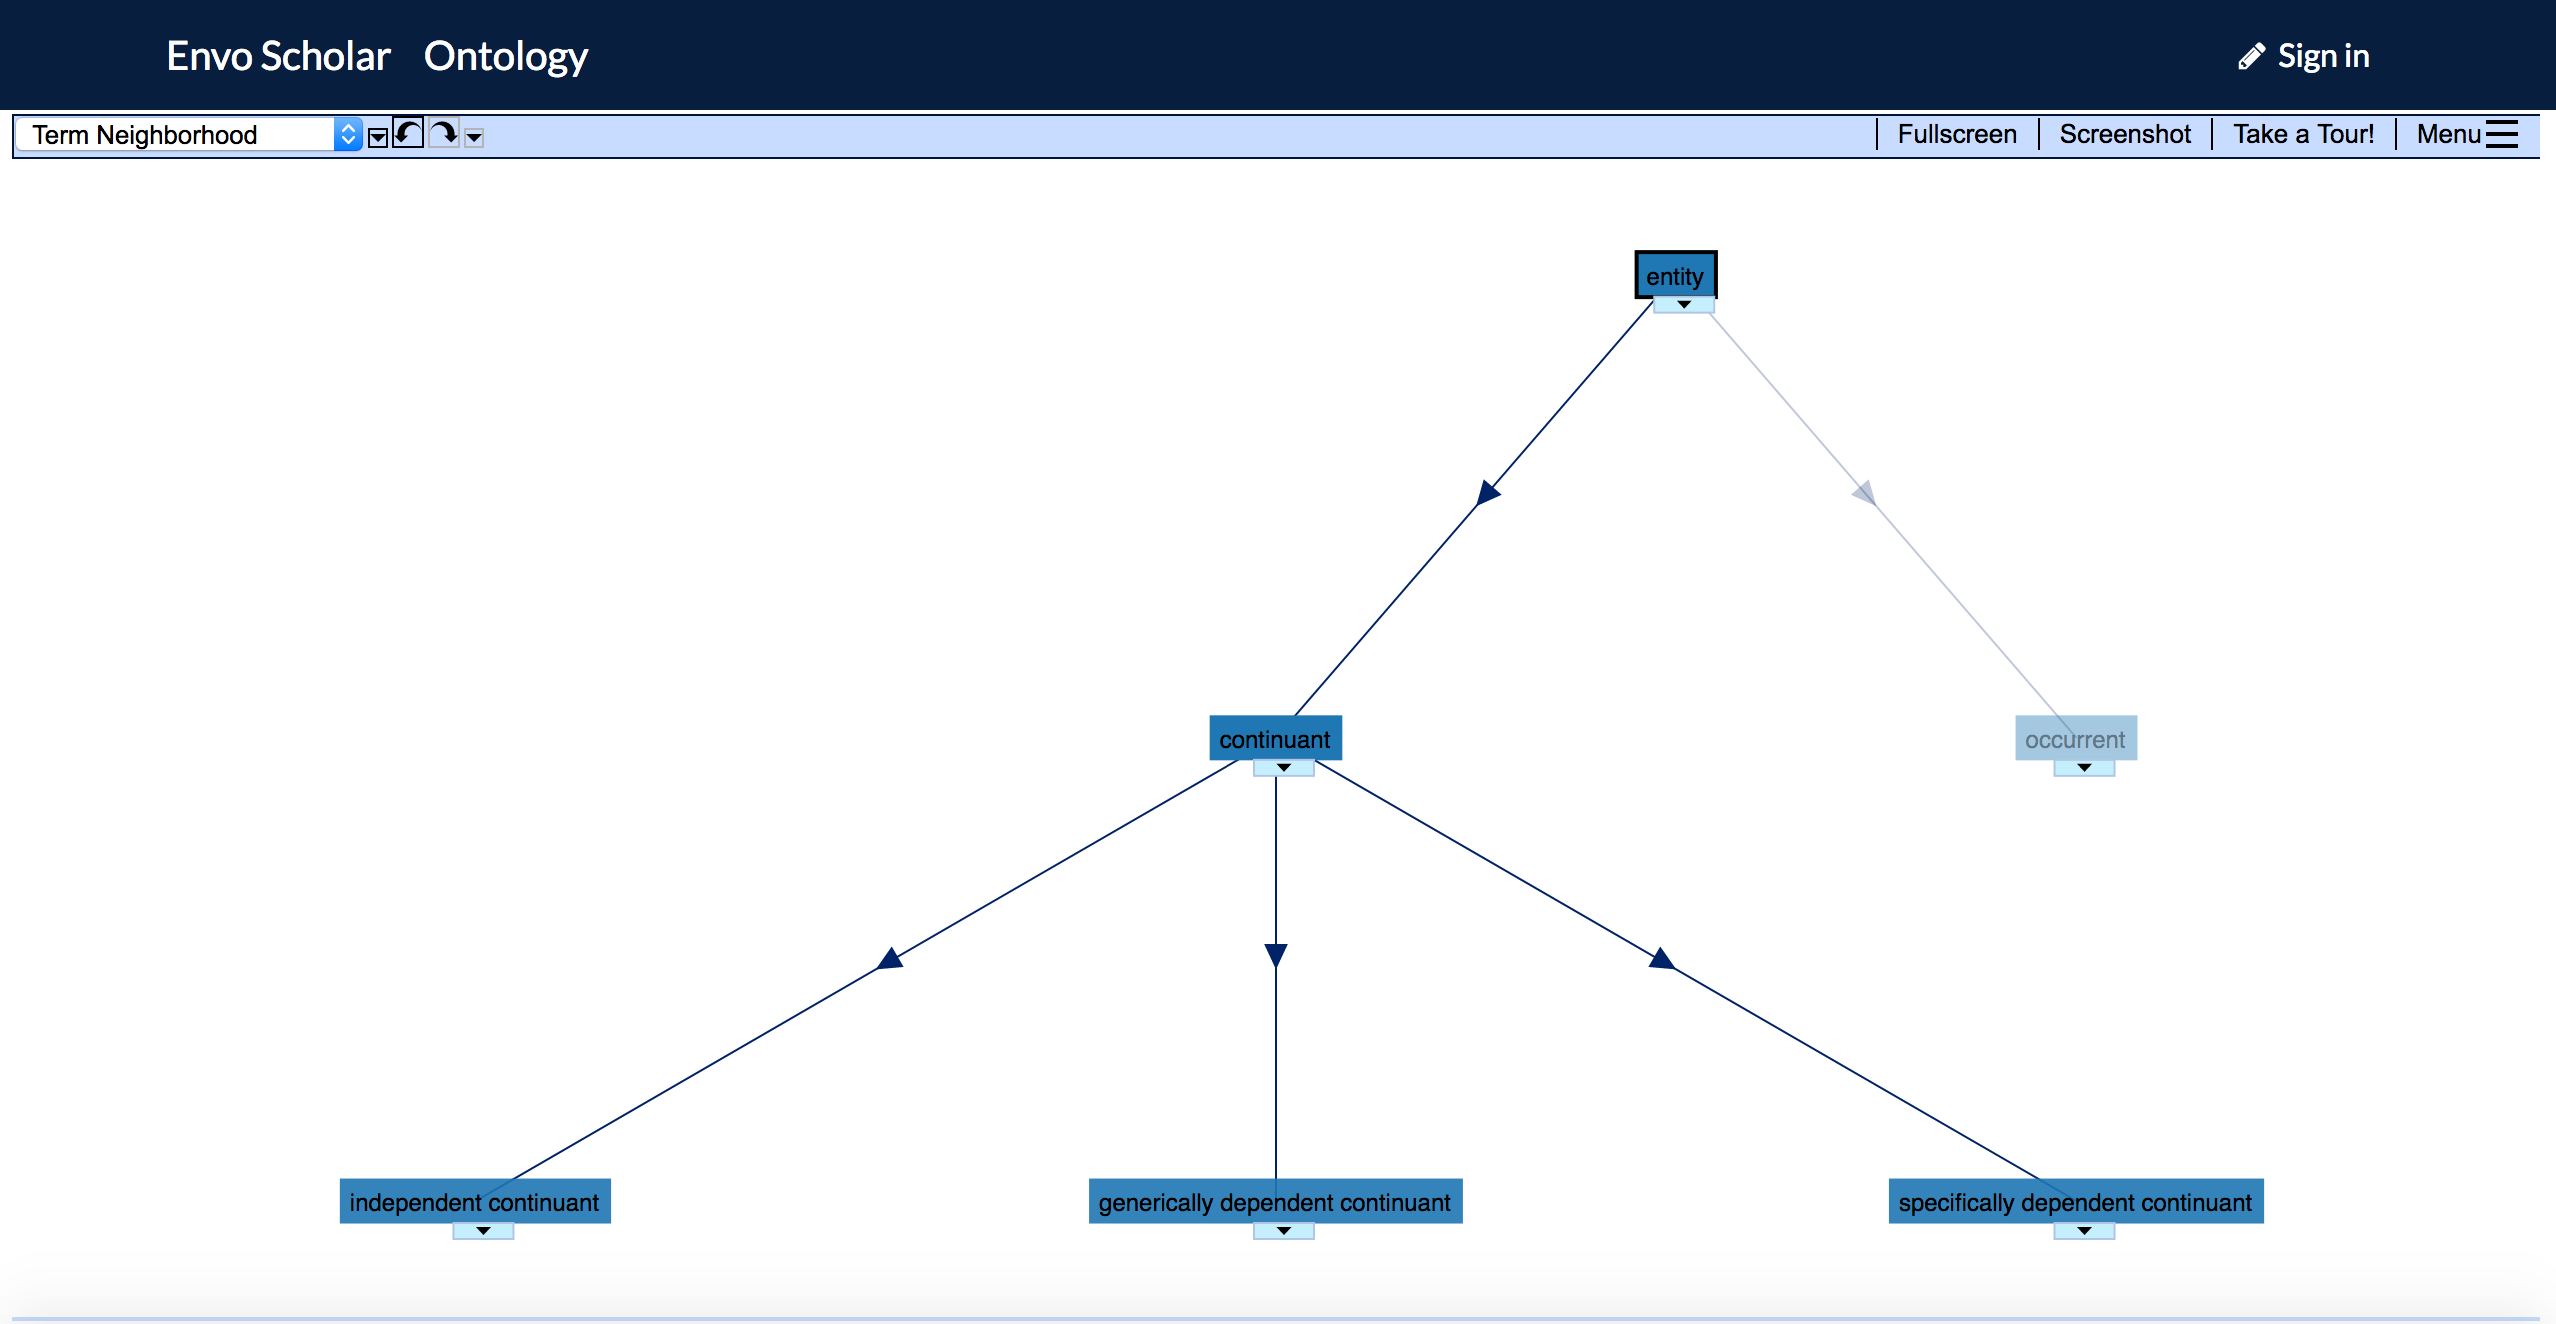 Envo Scholar Ontology Sign in
Term Neighborhood Fullscreen Screenshot Take a Tour! Menu
entity
continuant occurrent
independent continuant generically dependent continuant specifically dependent continuant